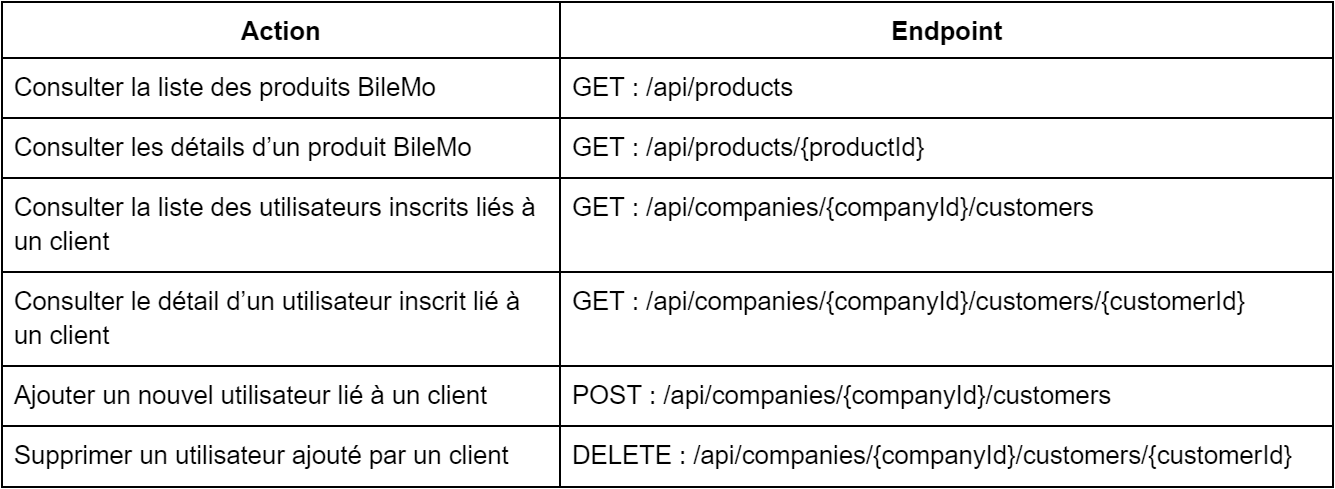 Action
Endpoint
Consulter la liste des produits BileMo
GET : /api/products
Consulter les détails d’un produit BileMo
GET : /api/products/{productId}
Consulter la liste des utilisateurs inscrits liés à
un client
GET : /api/companies/{companyId}/customers
Consulter le détail d’un utilisateur inscrit lié à
un client
GET : /api/companies/{companyId}/customers/{customerId}
Ajouter un nouvel utilisateur lié à un client
POST : /api/companies/{companyId}/customers
Supprimer un utilisateur ajouté par un client
DELETE : /api/companies/{companyId}/customers/{customerId}